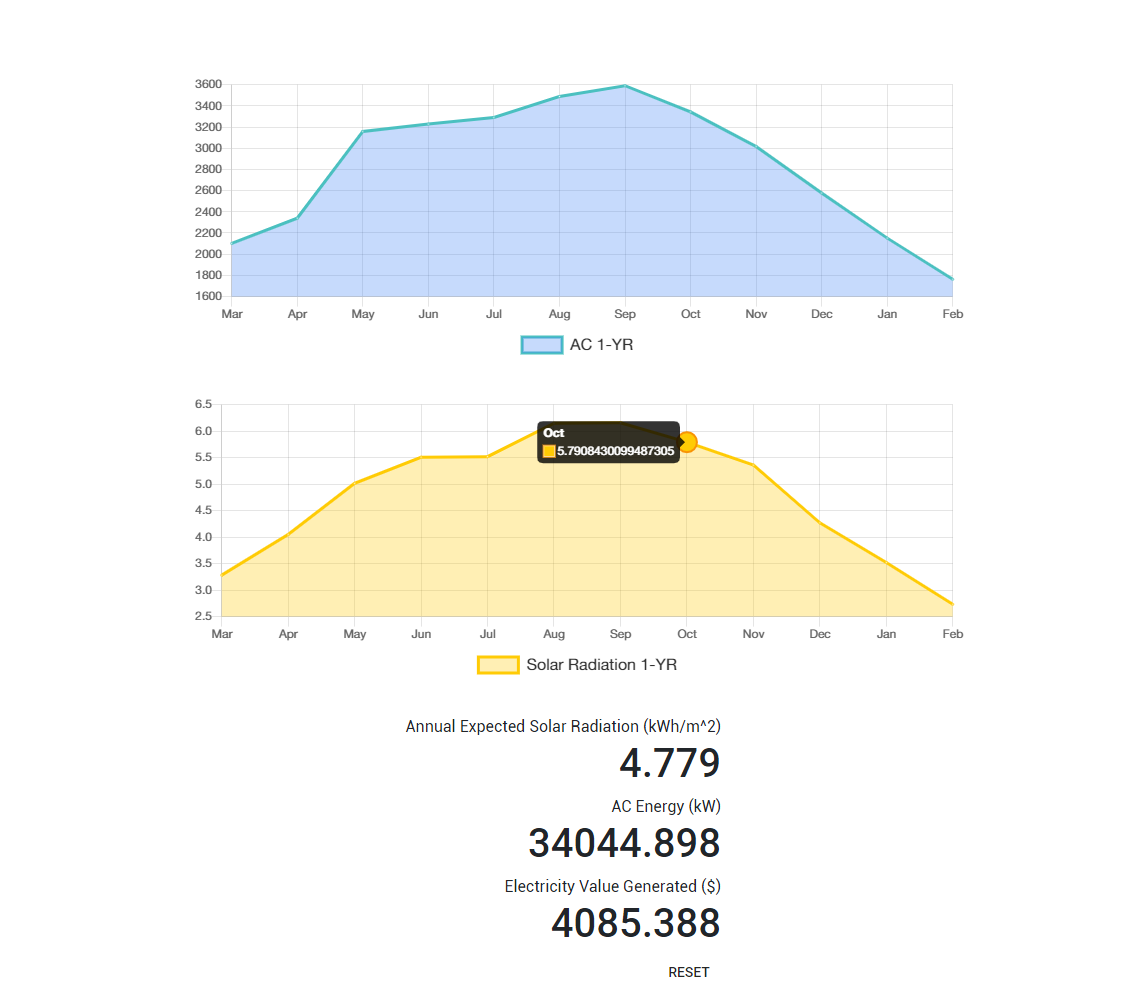 3600
3400
3200
3000
2800
2600
2400
2200
2000
1800
1600
Mar Apr May Jun Jul Aug Sep Oct Nov Dec Jan Feb
AC 1-YR
6.5
6.0
5.5
5.0
4.5
4.0
3.5
3.0
2.5
Oct
5.7908430099487305
Mar Apr May Jun Jul Aug Sep Oct Nov Dec Jan Feb
Solar Radiation 1-YR
Annual Expected Solar Radiation (kWh/m^2)
4.779
AC Energy (kW)
34044.898
Electricity Value Generated ($)
4085.388
RESET